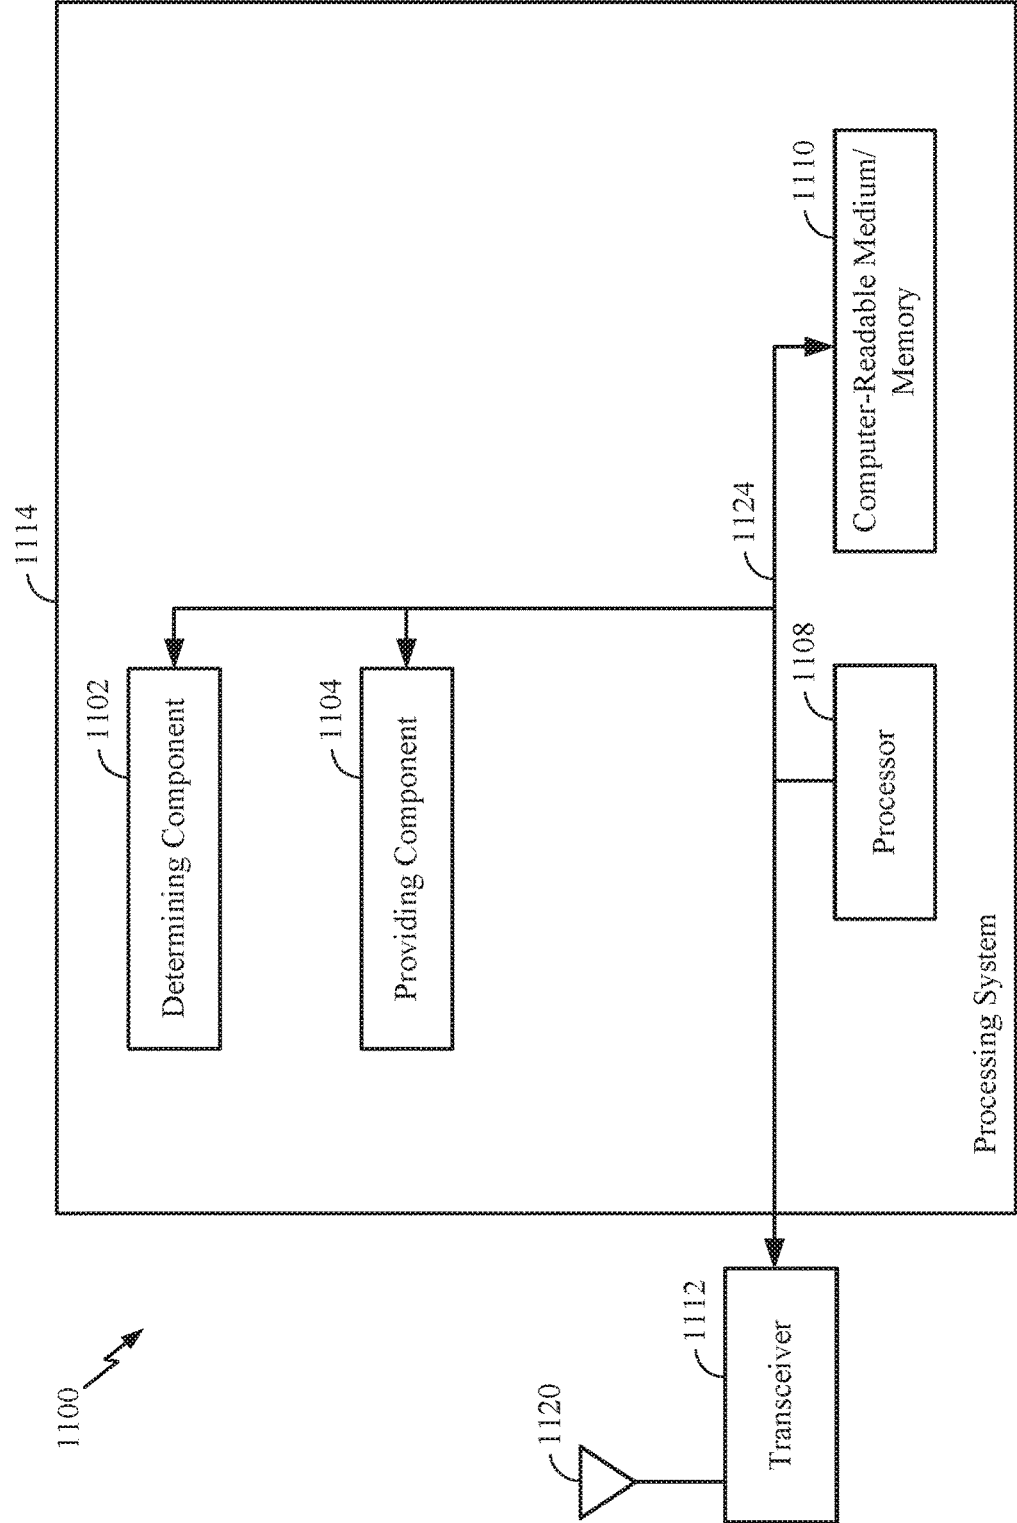 1100
1114
1102
Determining Component
1104
Providing Component
1120
1112
Transceiver
1124
1108
Processor
1110
Computer-Readable Medium/
Memory
Processing System